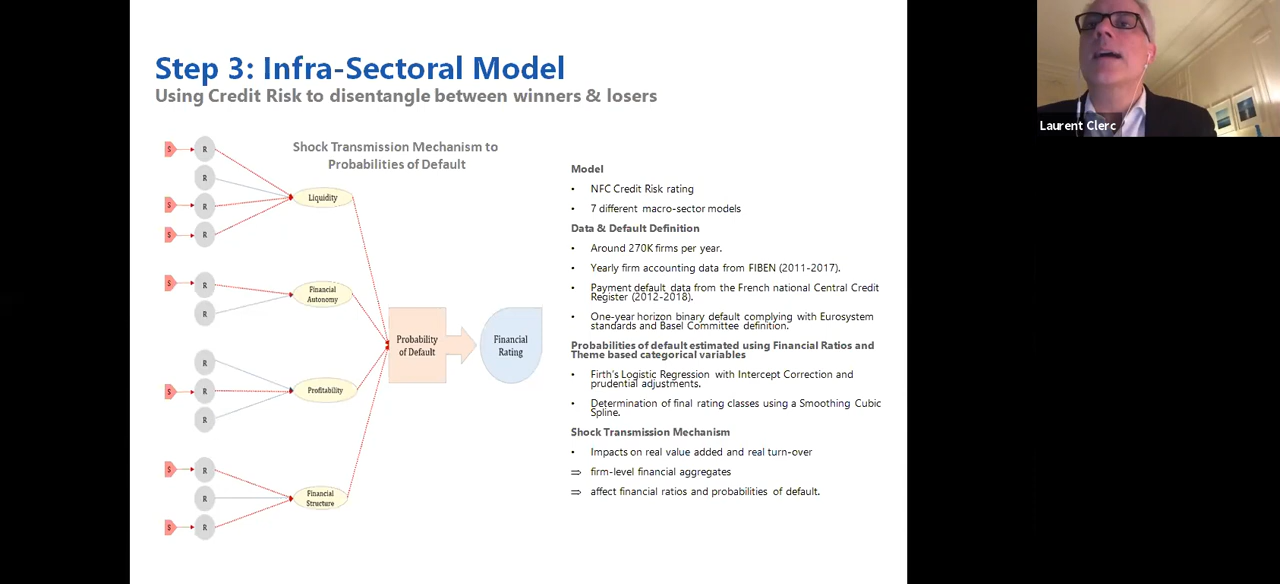 Step 3: Infra-Sectoral Model
Using Credit Risk to disentangle between winners & losers
Shock Transmission Mechanism to
Probabilities of Default
S R
R
S R
S R
Liquidity
S R
R
Financial
Autonomy
R
S R
R
Profitability
S R
R
S R
Financial
Structure
Probability
of Default
Financial
Rating
Model
• NFC Credit Risk rating
• 7 different macro-sector models
Data & Default Definition
• Around 270K firms per year.
• Yearly firm accounting data from FIBEN (2011-2017).
• Payment default data from the French national Central Credit
Register (2012-2018).
• One-year horizon binary default complying with Eurosystem
standards and Basel Committee definition.
Probabilities of default estimated using Financial Ratios and
Theme based categorical variables
• Firth's Logistic Regression with Intercept Correction and
prudential adjustments.
• Determination of final rating classes using a Smoothing Cubic
Spline.
Shock Transmission Mechanism
• Impacts on real value added and real turn-over
⇒ firm-level financial aggregates
⇒ affect financial ratios and probabilities of default.
Laurent Clerc